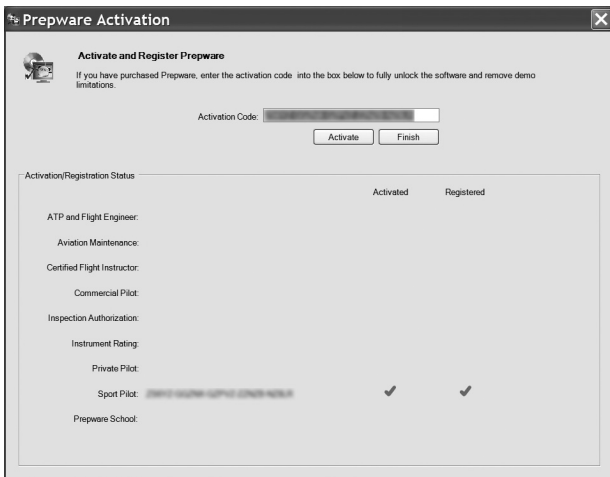 Prepware Activation
Activate and Register Prepware
If you have purchased Prepware, enter the activation code into the box below to fully unlock the software and remove demo
limitations.
Activation Code:
Activate Finish
Activation/Registration Status
Activated Registered
ATP and Flight Engineer:
Aviation Maintenance:
Certified Flight Instructor:
Commercial Pilot:
Inspection Authorization:
Instrument Rating:
Private Pilot:
Sport Pilot:
Prepware School: